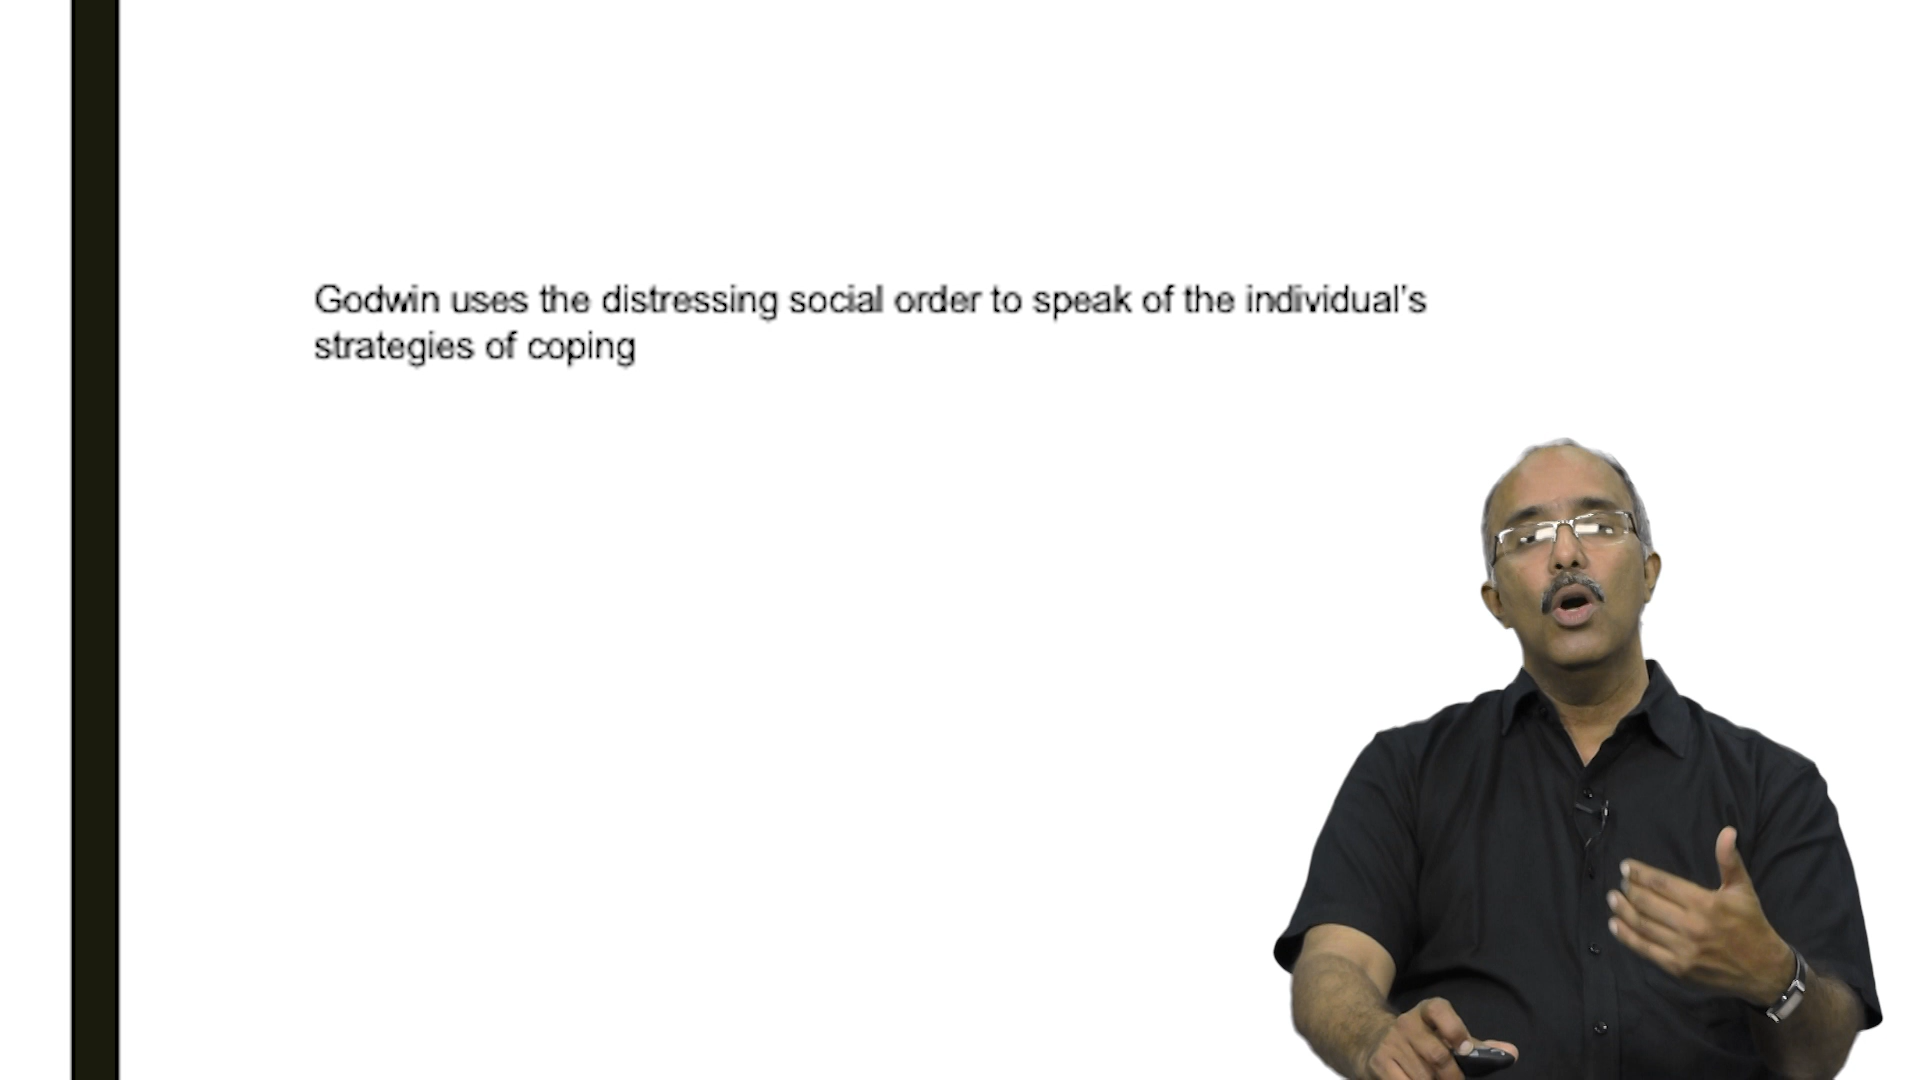 Godwin uses the distressing social order to speak of the individual's
strategies of coping